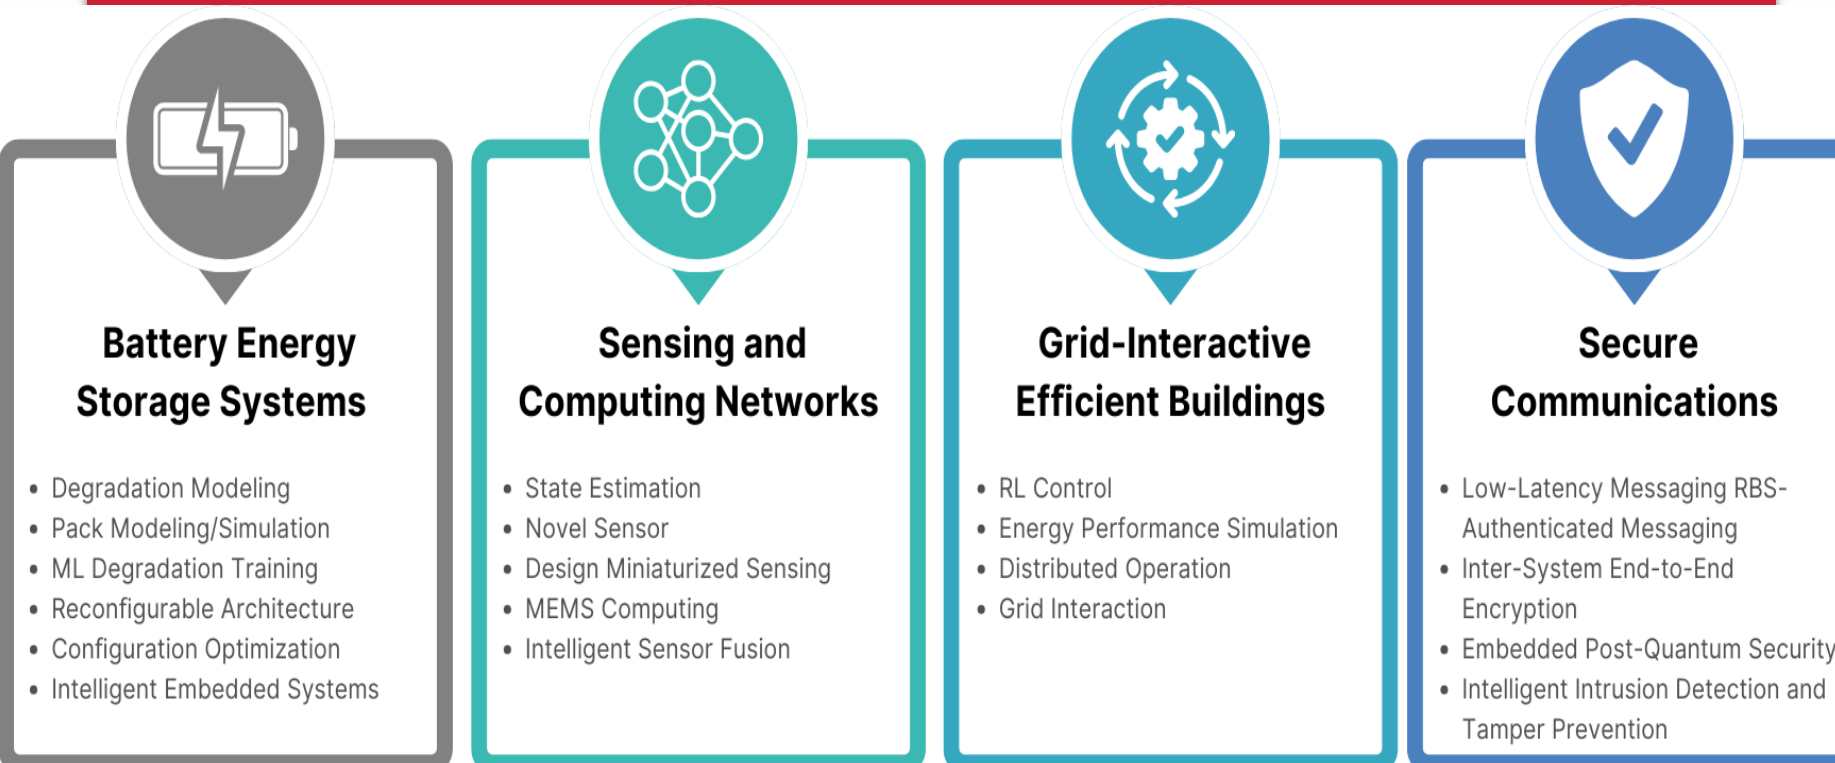 Battery Energy
Storage Systems
• Degradation Modeling
• Pack Modeling/Simulation
• ML Degradation Training
• Reconfigurable Architecture
• Configuration Optimization
• Intelligent Embedded Systems
Sensing and
Computing Networks
• State Estimation
• Novel Sensor
• Design Miniaturized Sensing
• MEMS Computing
• Intelligent Sensor Fusion
Grid-Interactive
Efficient Buildings
• RL Control
• Energy Performance Simulation
• Distributed Operation
• Grid Interaction
Secure
Communications
• Low-Latency Messaging RBS-
Authenticated Messaging
• Inter-System End-to-End
Encryption
• Embedded Post-Quantum Security
• Intelligent Intrusion Detection and
Tamper Prevention